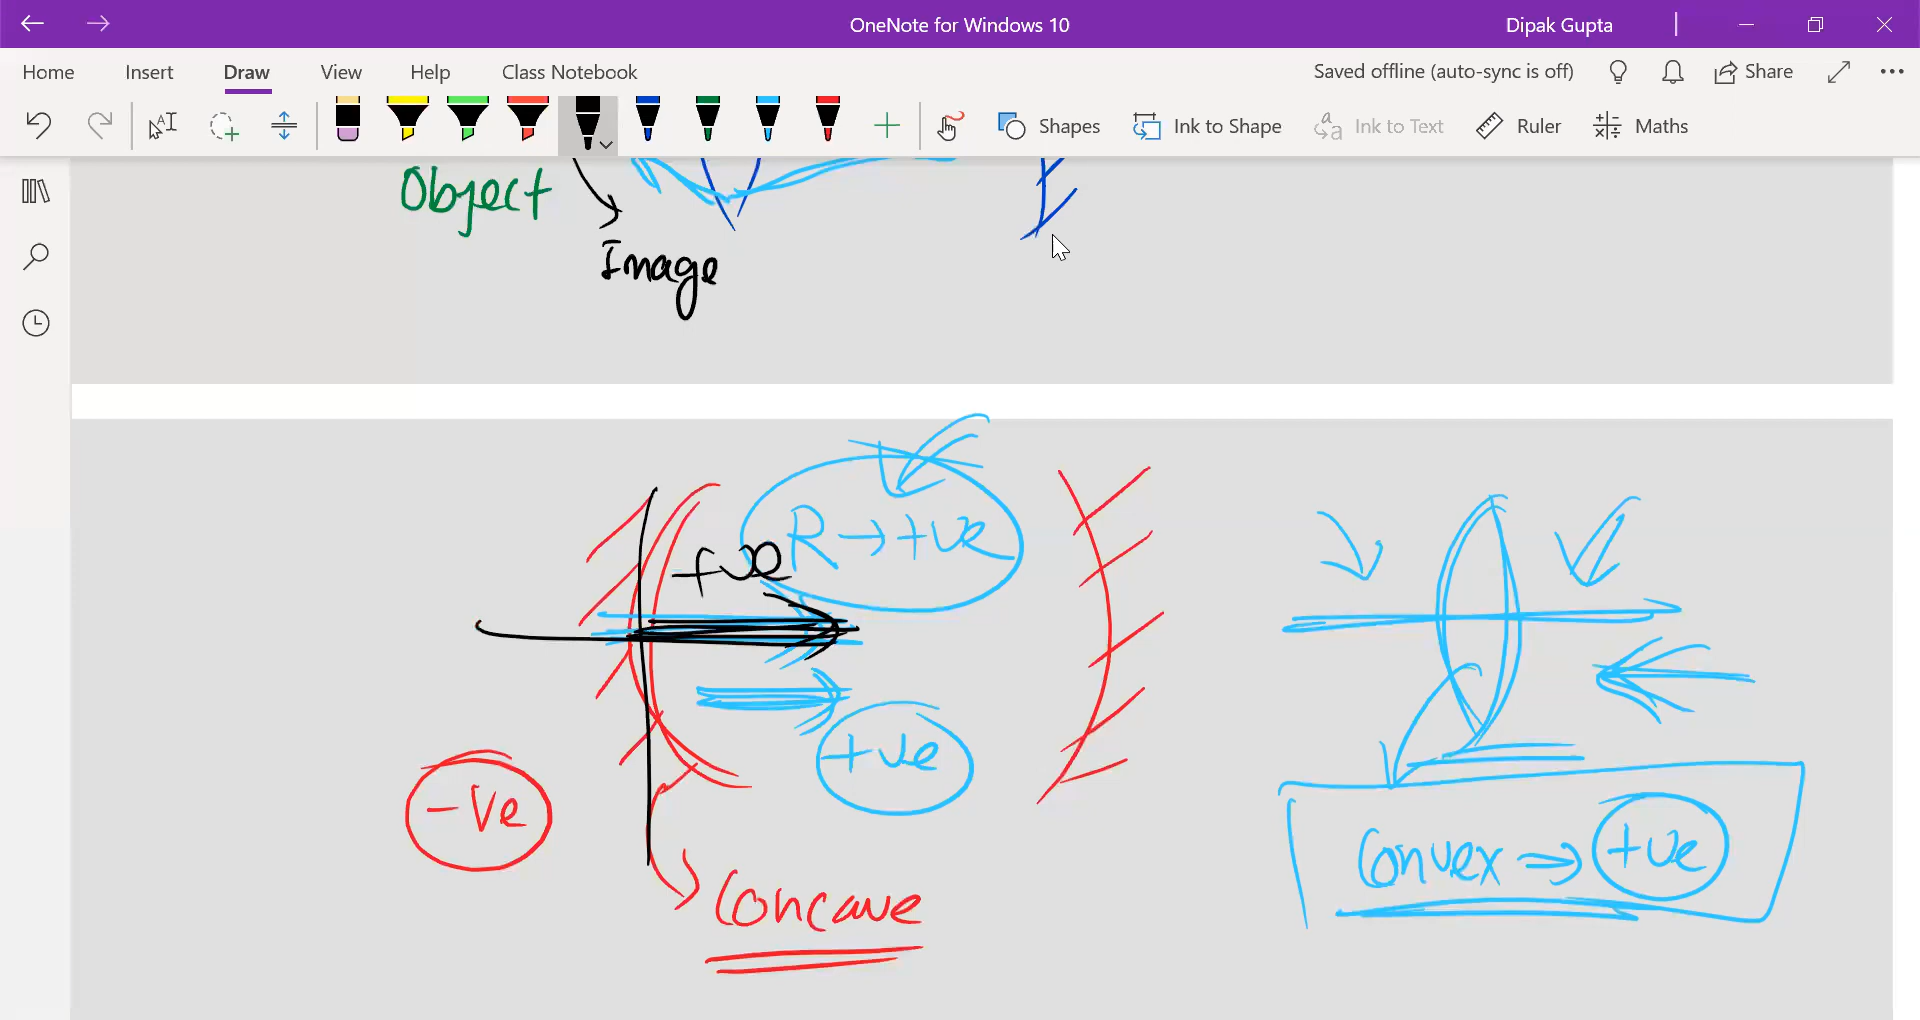 OneNote for Windows 10
Dipak Gupta
Home Insert Draw View Help Class Notebook
Saved offline (auto-sync is off) Share
Shapes Ink to Shape Ink to Text Ruler Maths
Object
Image
R → +ve
+ve
+ve
-Ve
Convex ⇒ +ve
Concave